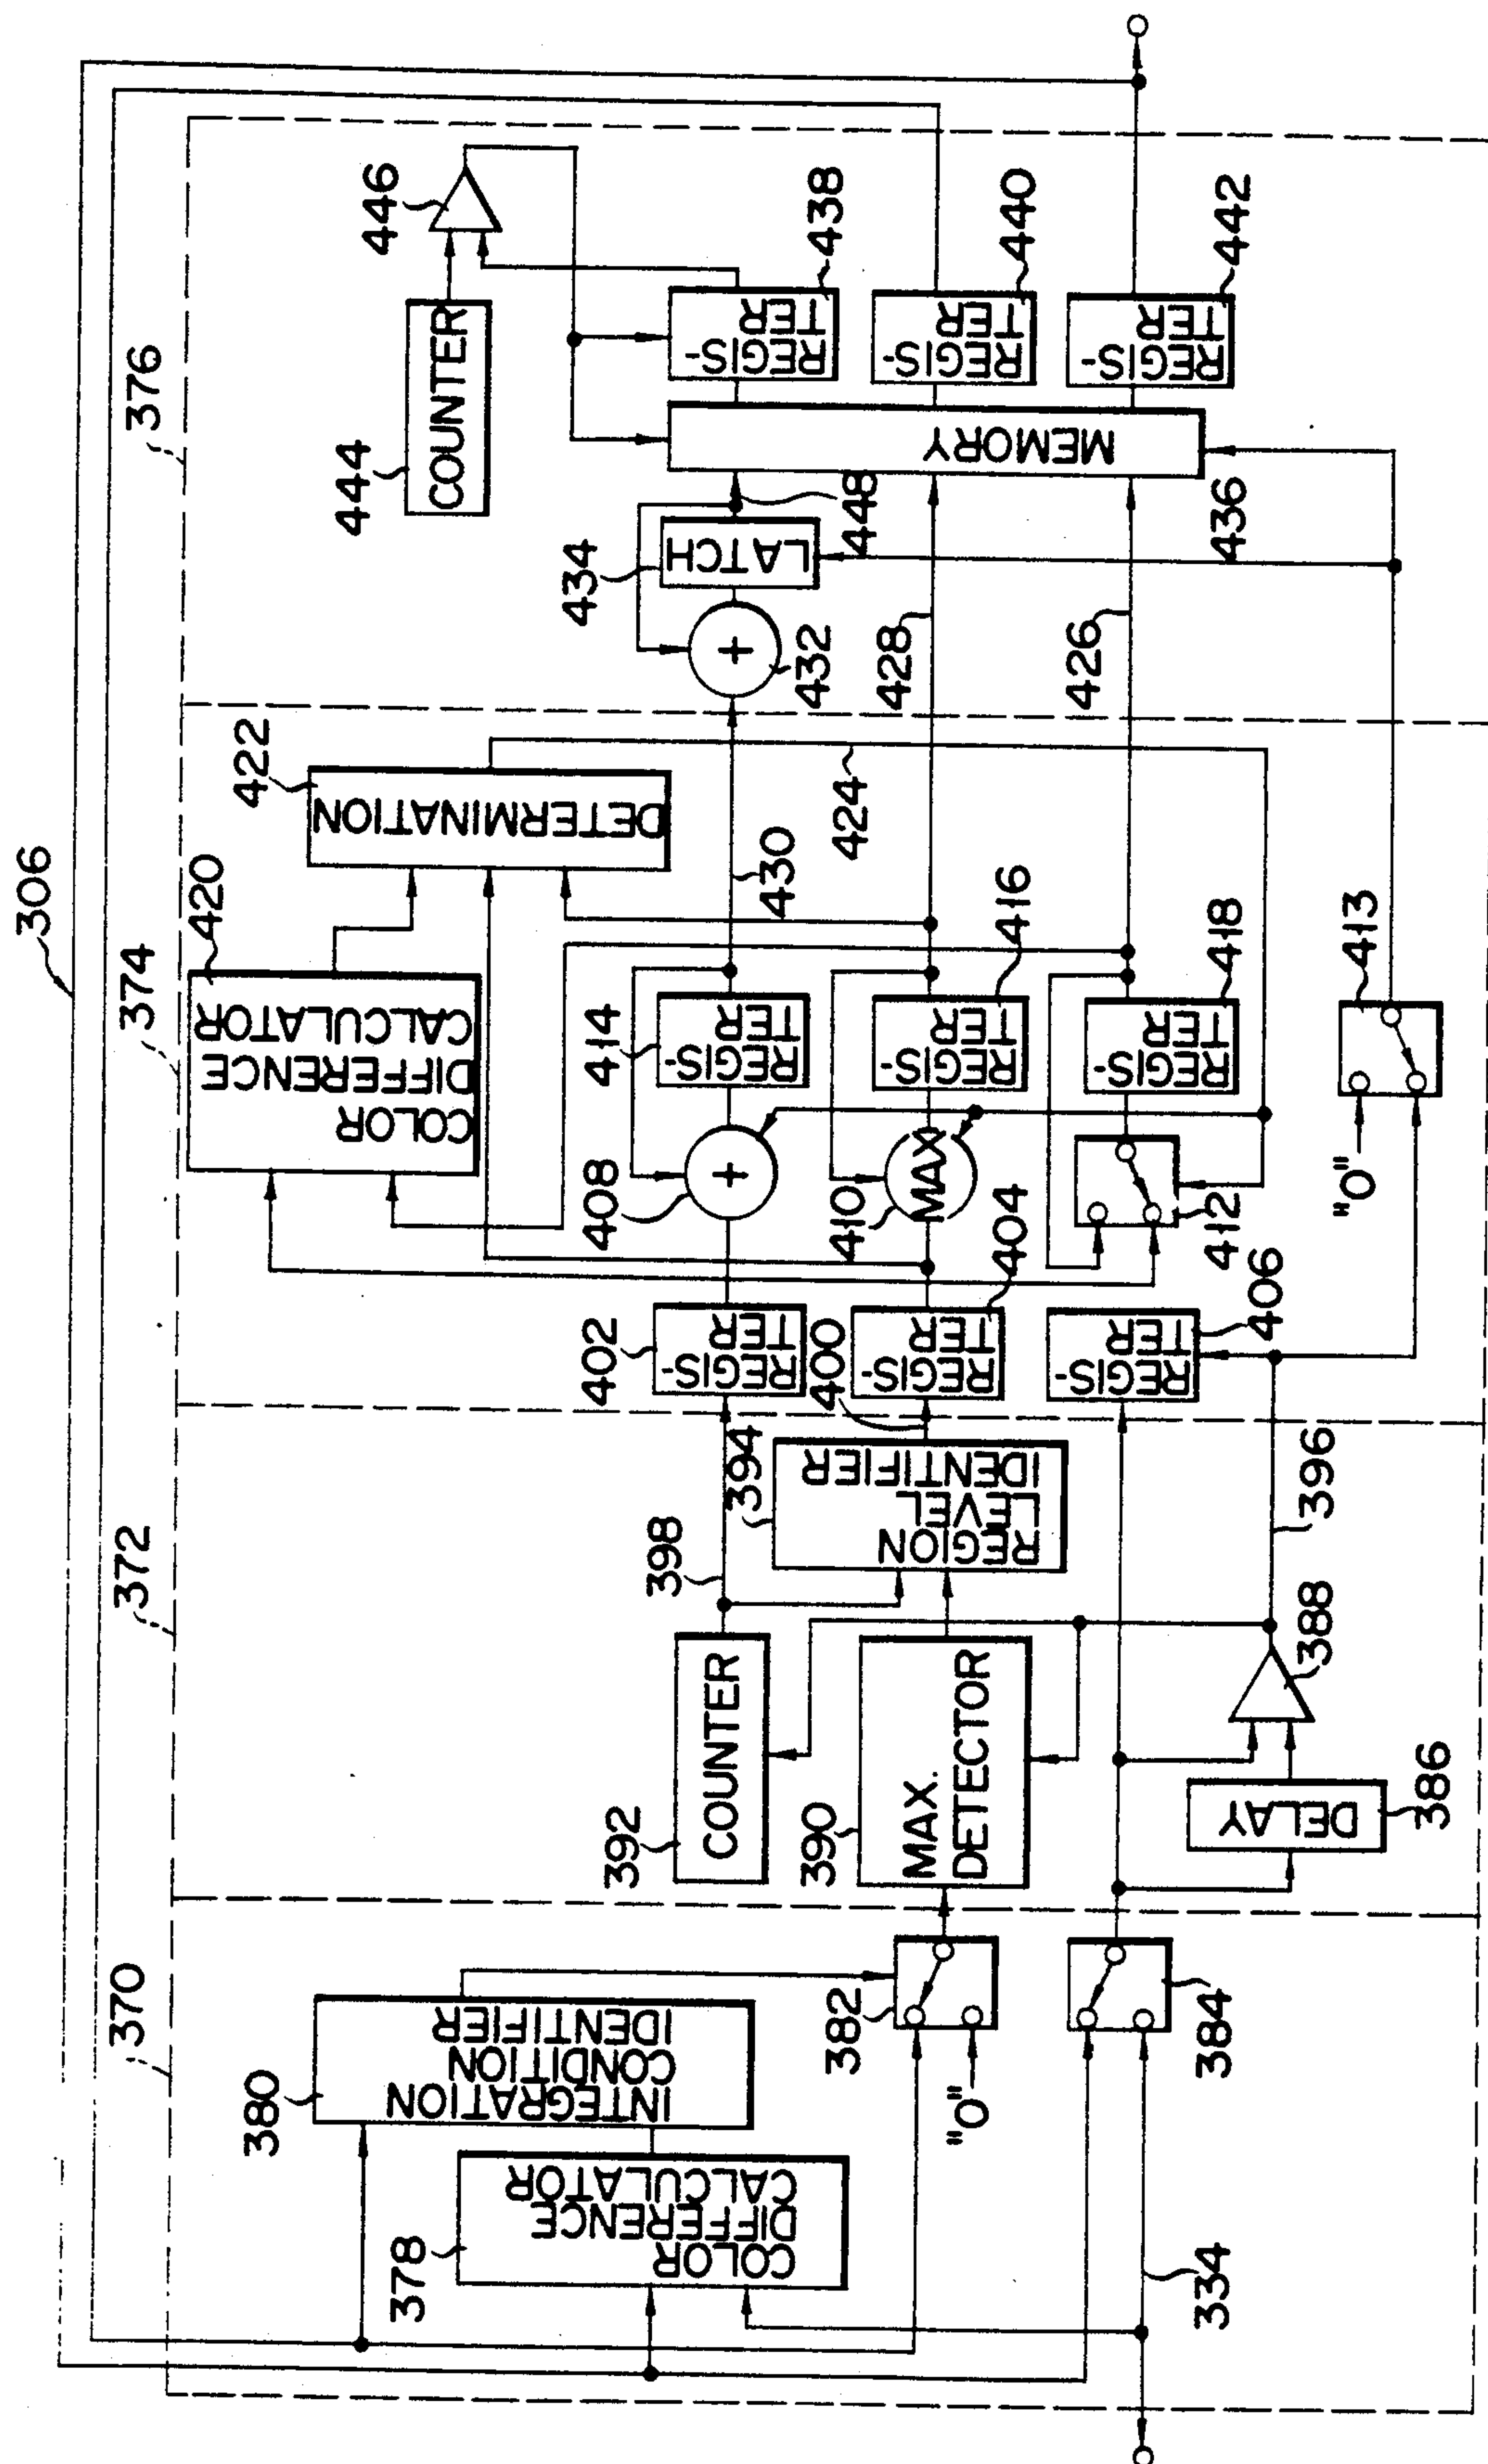 306
370
372
374
376
380
INTEGRATION
CONDITION
IDENTIFIER
378
COLOR
DIFFERENCE
CALCULATOR
382
"O"
384
334
392
COUNTER
398
390
MAX.
DETECTOR
394
REGION
LEVEL
IDENTIFIER
400
DELAY
386
388
396
402
REGIS-
TER
REGIS-
TER
404
REGIS-
TER
406
420
COLOR
DIFFERENCE
CALCULATOR
422
DETERMINATION
408
+
414
REGIS-
TER
430
424
410
MAX
REGIS-
TER
416
412
REGIS-
TER
418
"O"
413
432
+
434
LATCH
448
428
426
436
MEMORY
444
COUNTER
446
REGIS-
TER
438
REGIS-
TER
440
REGIS-
TER
442